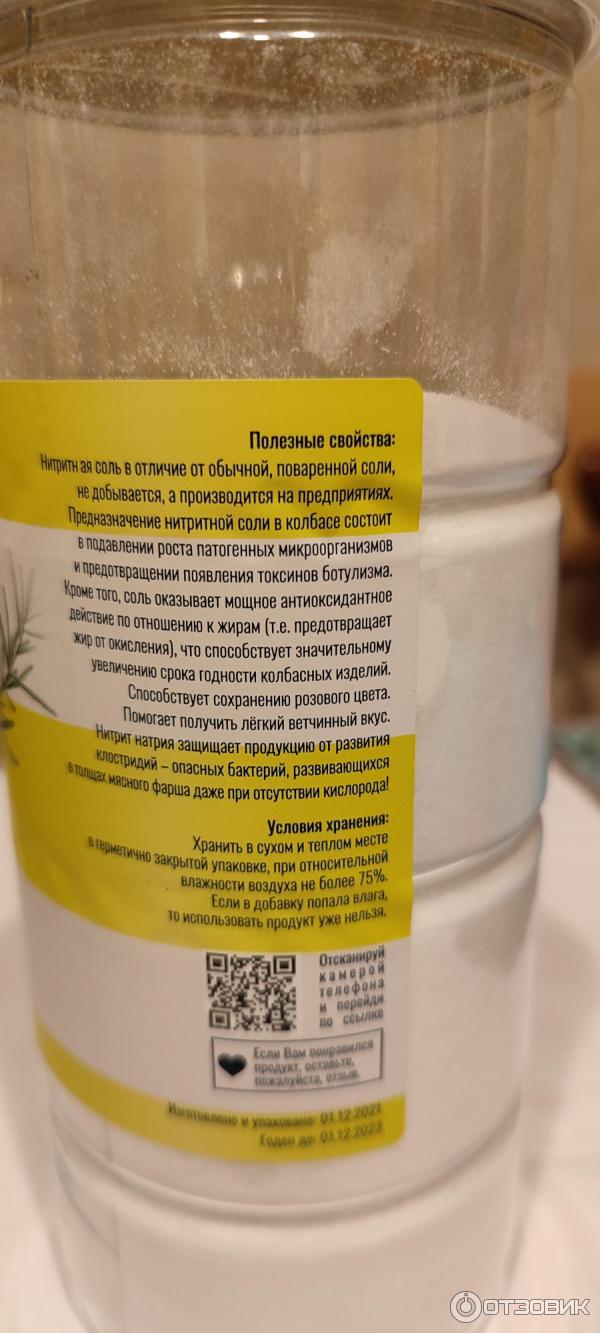 Полезные свойства:
Нитритн ая соль в отличие от обычной, поваренной соли,
не добывается, а производится на предприятиях.
Предназначение нитритной соли в колбасе состоит
в подавлении роста патогенных микроорганизмов
и предотвращении появления токсинов ботулизма.
Кроме того, соль оказывает мощное антиоксидантное
действие по отношению к жирам (т.е. предотвращает
жир от окисления), что способствует значительному
увеличению срока годности колбасных изделий.
Способствует сохранению розового цвета.
Помогает получить лёгкий ветчинный вкус.
Нитрит натрия защищает продукцию от развития
клостридий – опасных бактерий, развивающихся
в толщах мясного фарша даже при отсутствии кислорода!
Условия хранения:
Хранить в сухом и теплом месте
в герметично закрытой упаковке, при относительной
влажности воздуха не более 75%.
Если в добавку попала влага,
то использовать продукт уже нельзя.
Отсканируй
камерой
телефона
и перейди
по ссылке
Если Вам понравился
продукт, оставьте,
пожалуйста, отзыв.
Изготовлено и упаковано: 01.12.2021
Годен до: 01.12.2023
ОТЗОВИК